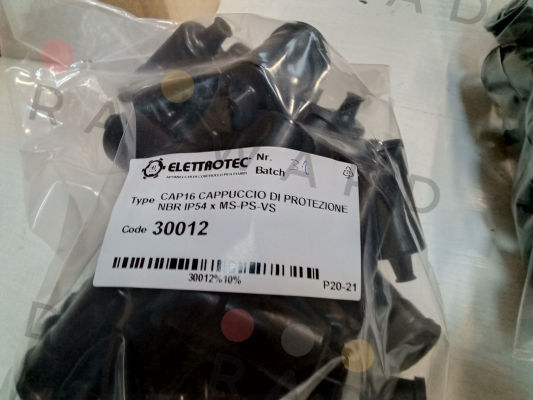 ELETTROTEC
Nr.
Batch 21
Type CAP16 CAPPUCCIO DI PROTEZIONE
NBR IP54 x MS-PS-VS
Code 30012
30012%10%
P20-21